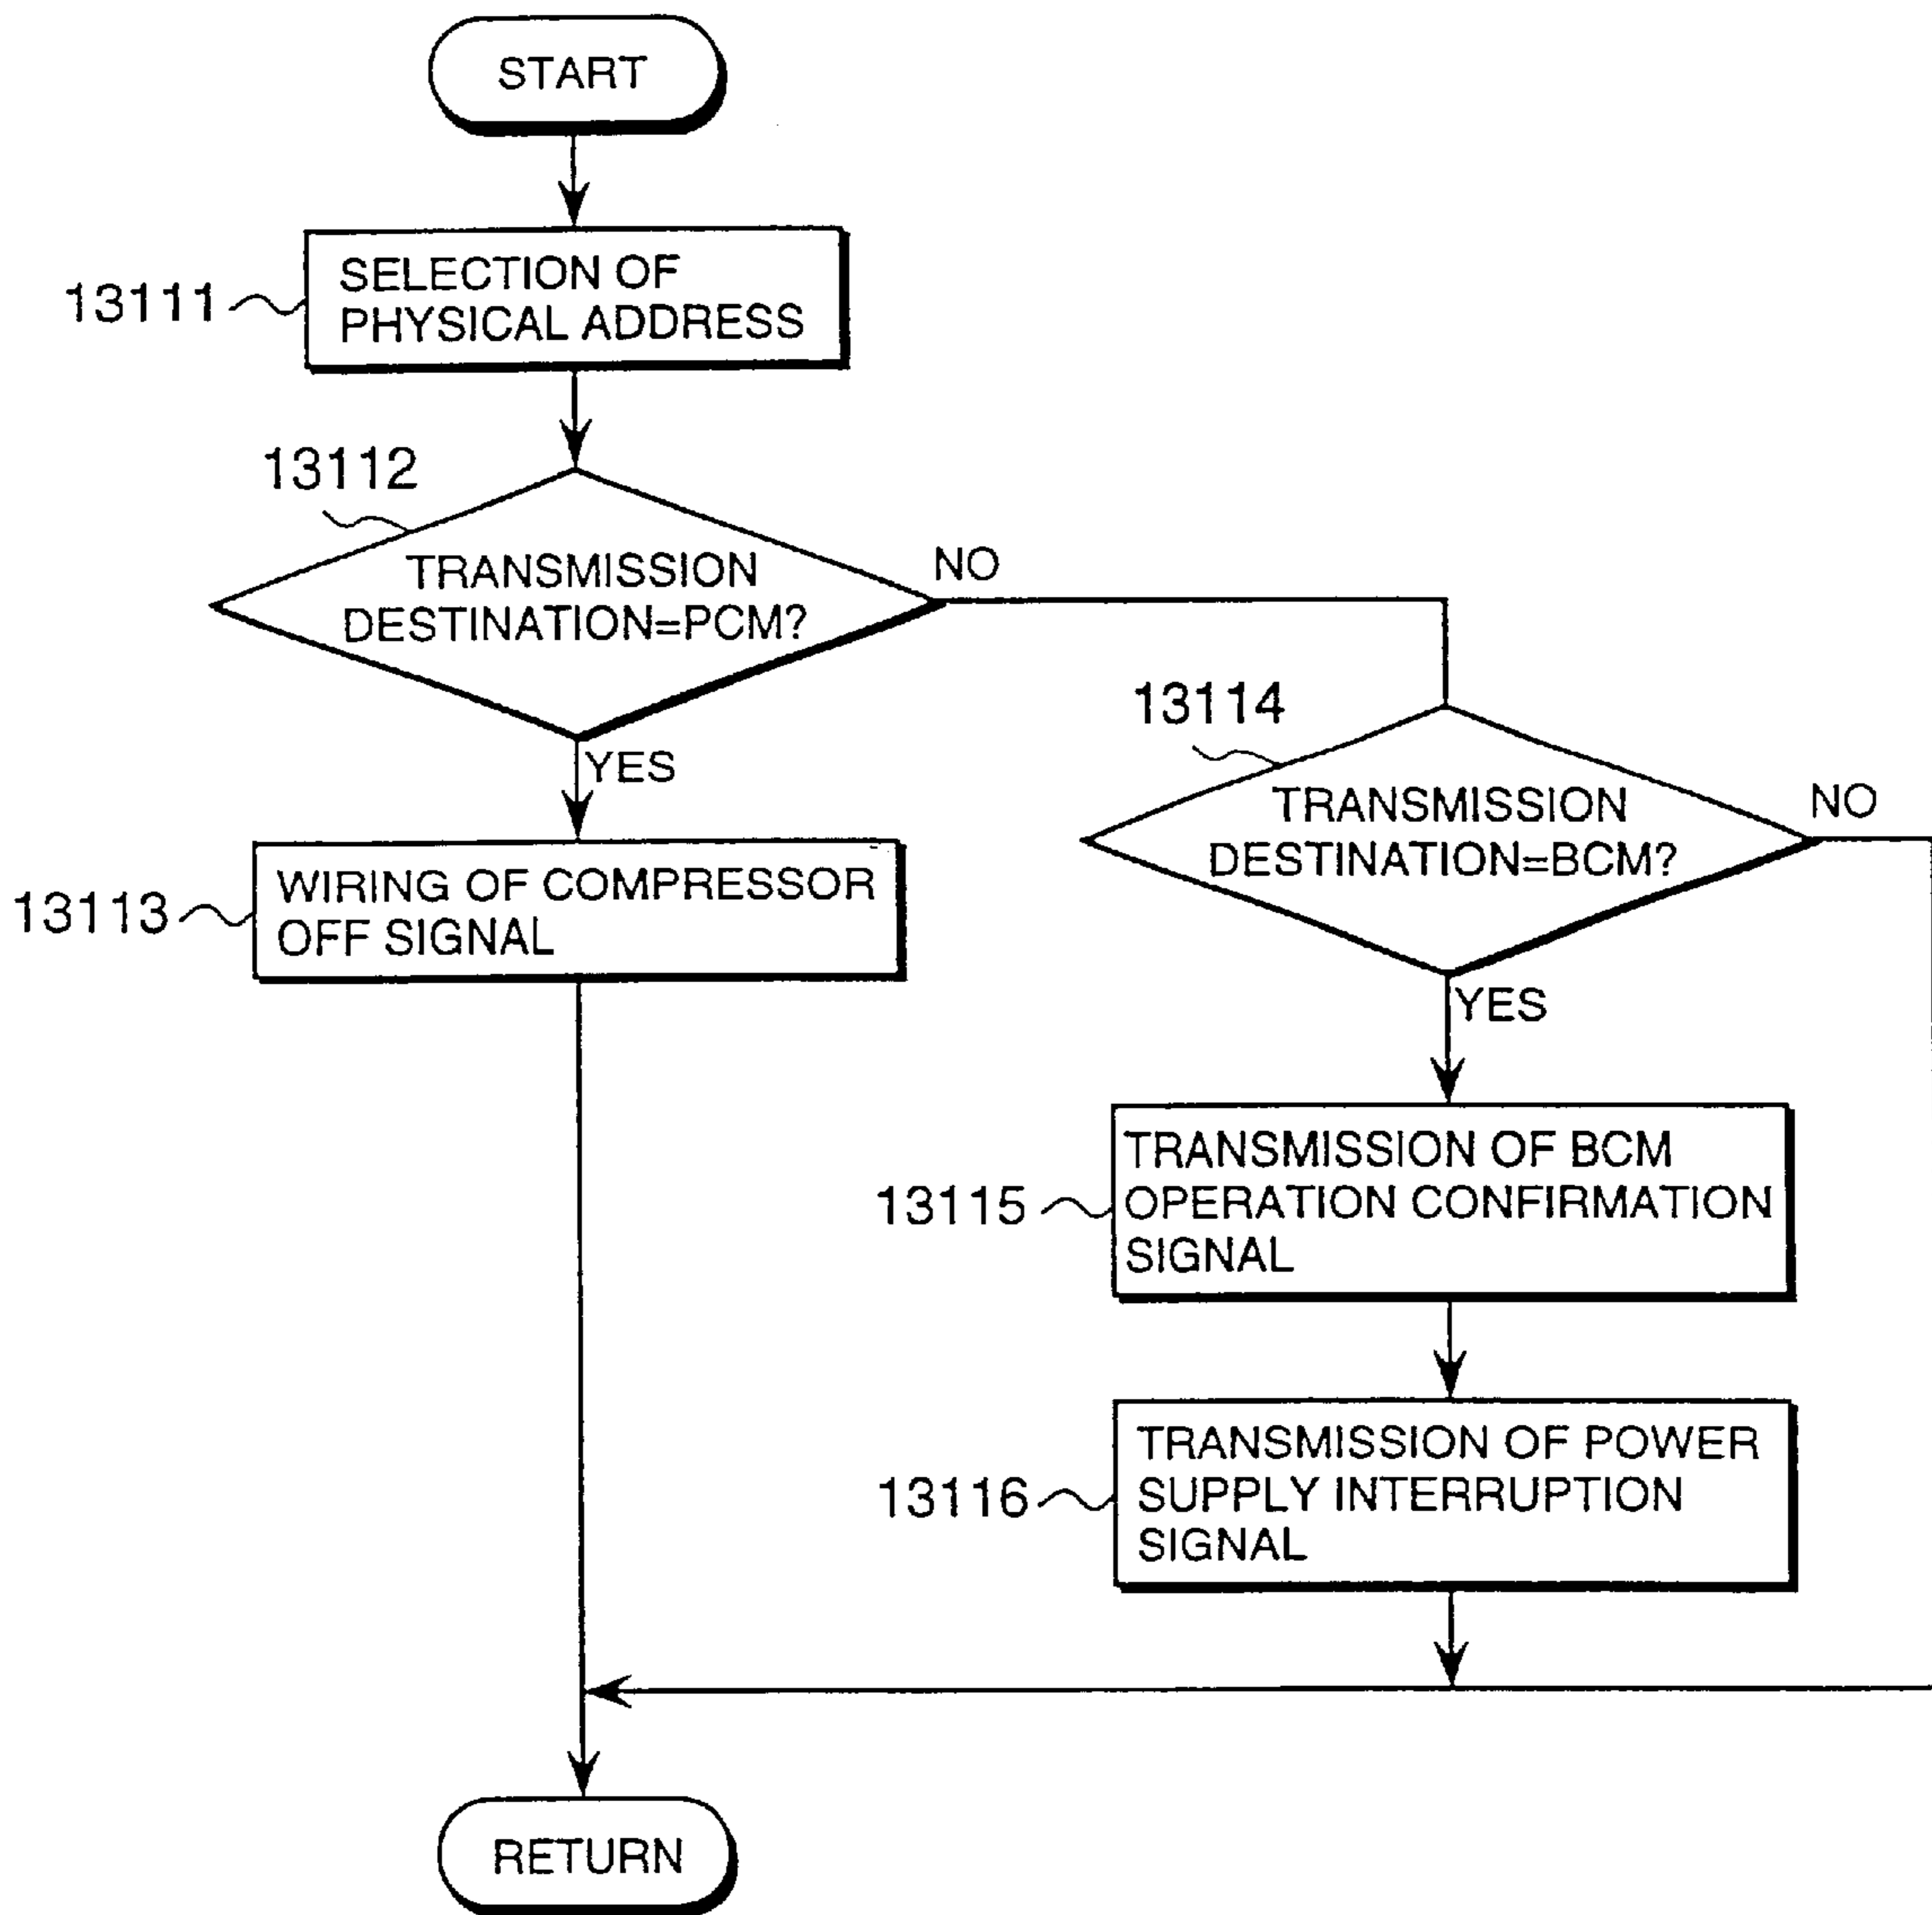 START
13111
SELECTION OF
PHYSICAL ADDRESS
13112
TRANSMISSION
DESTINATION=PCM?
NO
YES
13113
WIRING OF COMPRESSOR
OFF SIGNAL
13114
TRANSMISSION
DESTINATION=BCM?
NO
YES
13115
TRANSMISSION OF BCM
OPERATION CONFIRMATION
SIGNAL
13116
TRANSMISSION OF POWER
SUPPLY INTERRUPTION
SIGNAL
RETURN